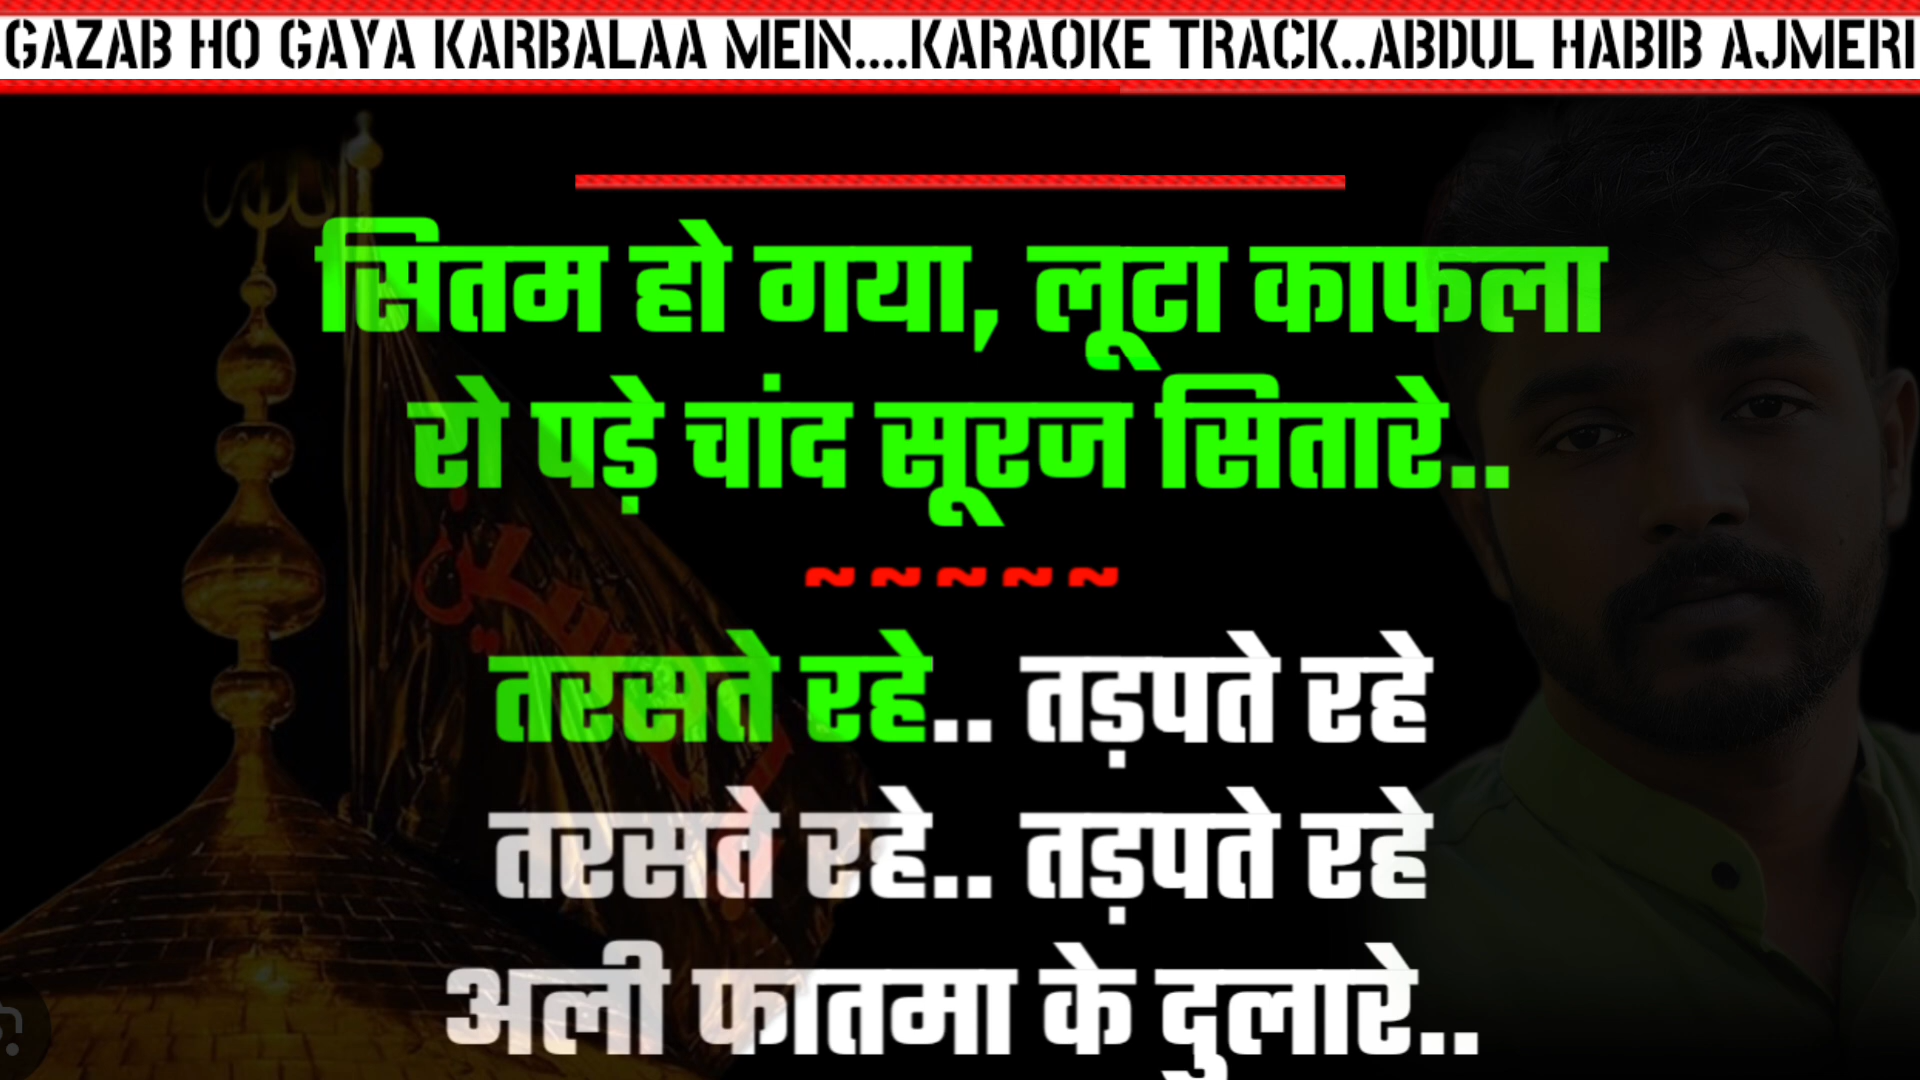 GAZAB HO GAYA KARBALAA MEIN....KARAOKE TRACK..ABDUL HABIB AJMERI
सितम हो गया, लूटा काफला
रो पड़े चांद सूरज सितारे..
~ ~ ~ ~ ~
तरसते रहे.. तड़पते रहे
तरसते रहे.. तड़पते रहे
अली फातमा के दुलारे..